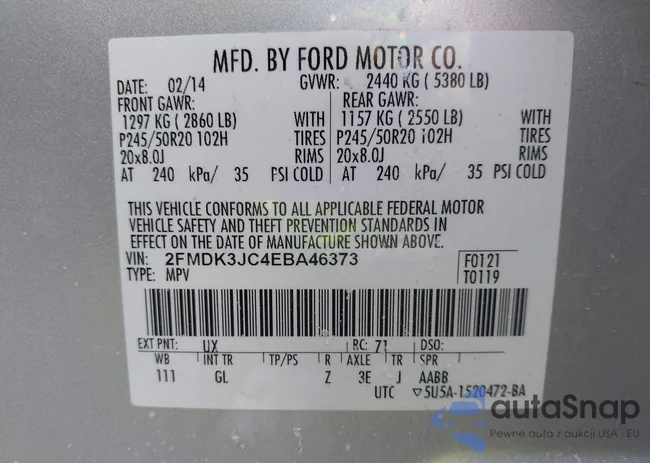 MFD. BY FORD MOTOR CO.
DATE: 02/14 GVWR: 2440 KG ( 5380 LB)
FRONT GAWR: REAR GAWR:
1297 KG ( 2860 LB) WITH 1157 KG ( 2550 LB) WITH
P245/50R20 102H TIRES P245/50R20 102H TIRES
20x8.0J RIMS 20x8.0J RIMS
AT 240 kPa/ 35 PSI COLD AT 240 kPa/ 35 PSI COLD
THIS VEHICLE CONFORMS TO ALL APPLICABLE FEDERAL MOTOR
VEHICLE SAFETY AND THEFT PREVENTION STANDARDS IN
EFFECT ON THE DATE OF MANUFACTURE SHOWN ABOVE.
VIN: 2FMDK3JC4EBA46373 F0121
TYPE: MPV T0119
EXT PNT: UX RC: 71 DSO:
WB INT TR TP/PS R AXLE TR SPR
111 GL Z 3E J AABB
UTC ▽5U5A-1520472-BA
autaSnap
Pewne auta z aukcji USA - EU